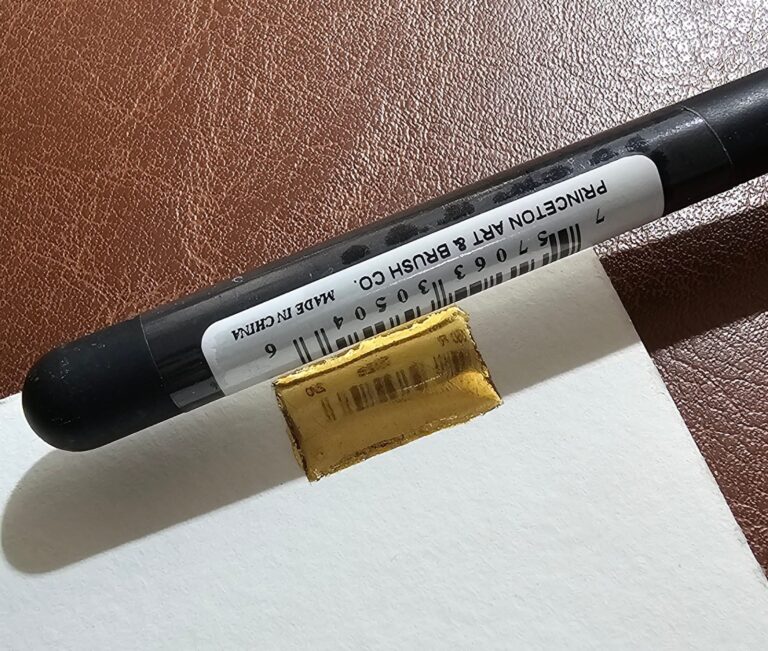 7 57063 30504 6
PRINCETON ART & BRUSH CO. MADE IN CHINA